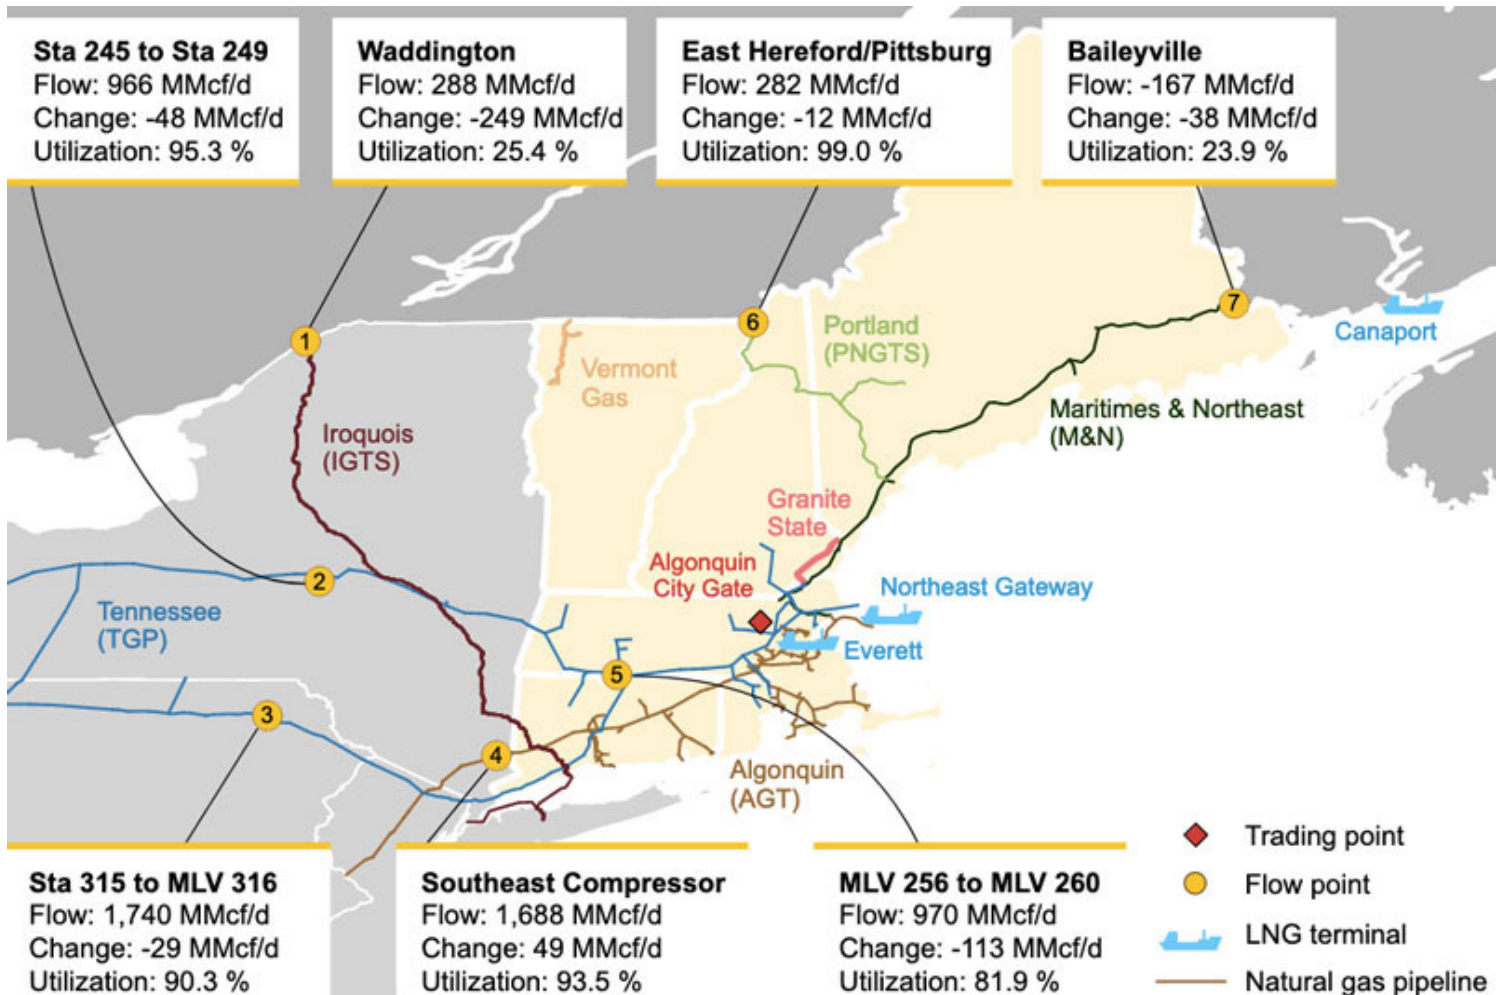 Sta 245 to Sta 249
Flow: 966 MMcf/d
Change: -48 MMcf/d
Utilization: 95.3 %
Waddington
Flow: 288 MMcf/d
Change: -249 MMcf/d
Utilization: 25.4 %
East Hereford/Pittsburg
Flow: 282 MMcf/d
Change: -12 MMcf/d
Utilization: 99.0 %
Baileyville
Flow: -167 MMcf/d
Change: -38 MMcf/d
Utilization: 23.9 %
1
6
7
Canaport
Portland
(PNGTS)
Vermont
Gas
Maritimes & Northeast
(M&N)
Iroquois
(IGTS)
Granite
State
Algonquin
City Gate
2
Northeast Gateway
Tennessee
(TGP)
Everett
5
3
4
Algonquin
(AGT)
Sta 315 to MLV 316
Flow: 1,740 MMcf/d
Change: -29 MMcf/d
Utilization: 90.3 %
Southeast Compressor
Flow: 1,688 MMcf/d
Change: 49 MMcf/d
Utilization: 93.5 %
MLV 256 to MLV 260
Flow: 970 MMcf/d
Change: -113 MMcf/d
Utilization: 81.9 %
Trading point
Flow point
LNG terminal
Natural gas pipeline